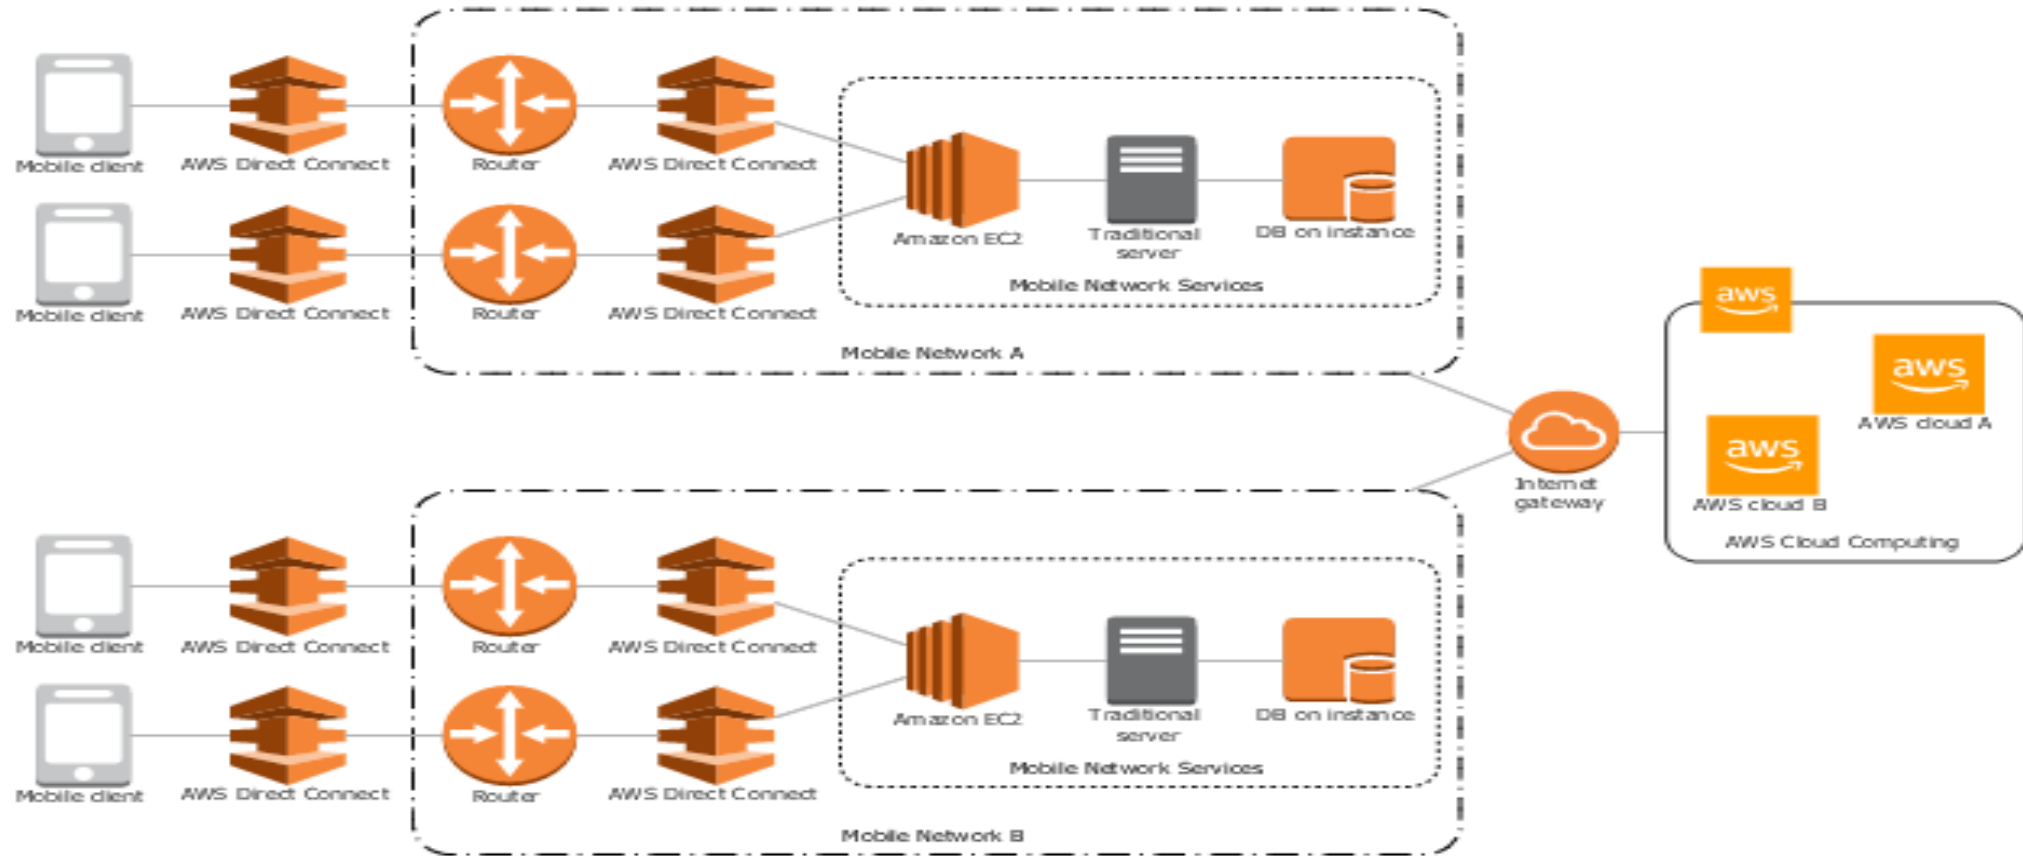 Mobile client
AWS Direct Connect
Router
AWS Direct Connect
Amazon EC2
Traditional
server
DB on instance
Mobile Network Services
Mobile client
AWS Direct Connect
Router
AWS Direct Connect
Mobile Network A
aws
aws
AWS cloud A
aws
AWS cloud B
AWS Cloud Computing
Internet
gateway
Mobile client
AWS Direct Connect
Router
AWS Direct Connect
Amazon EC2
Traditional
server
DB on instance
Mobile Network Services
Mobile client
AWS Direct Connect
Router
AWS Direct Connect
Mobile Network B